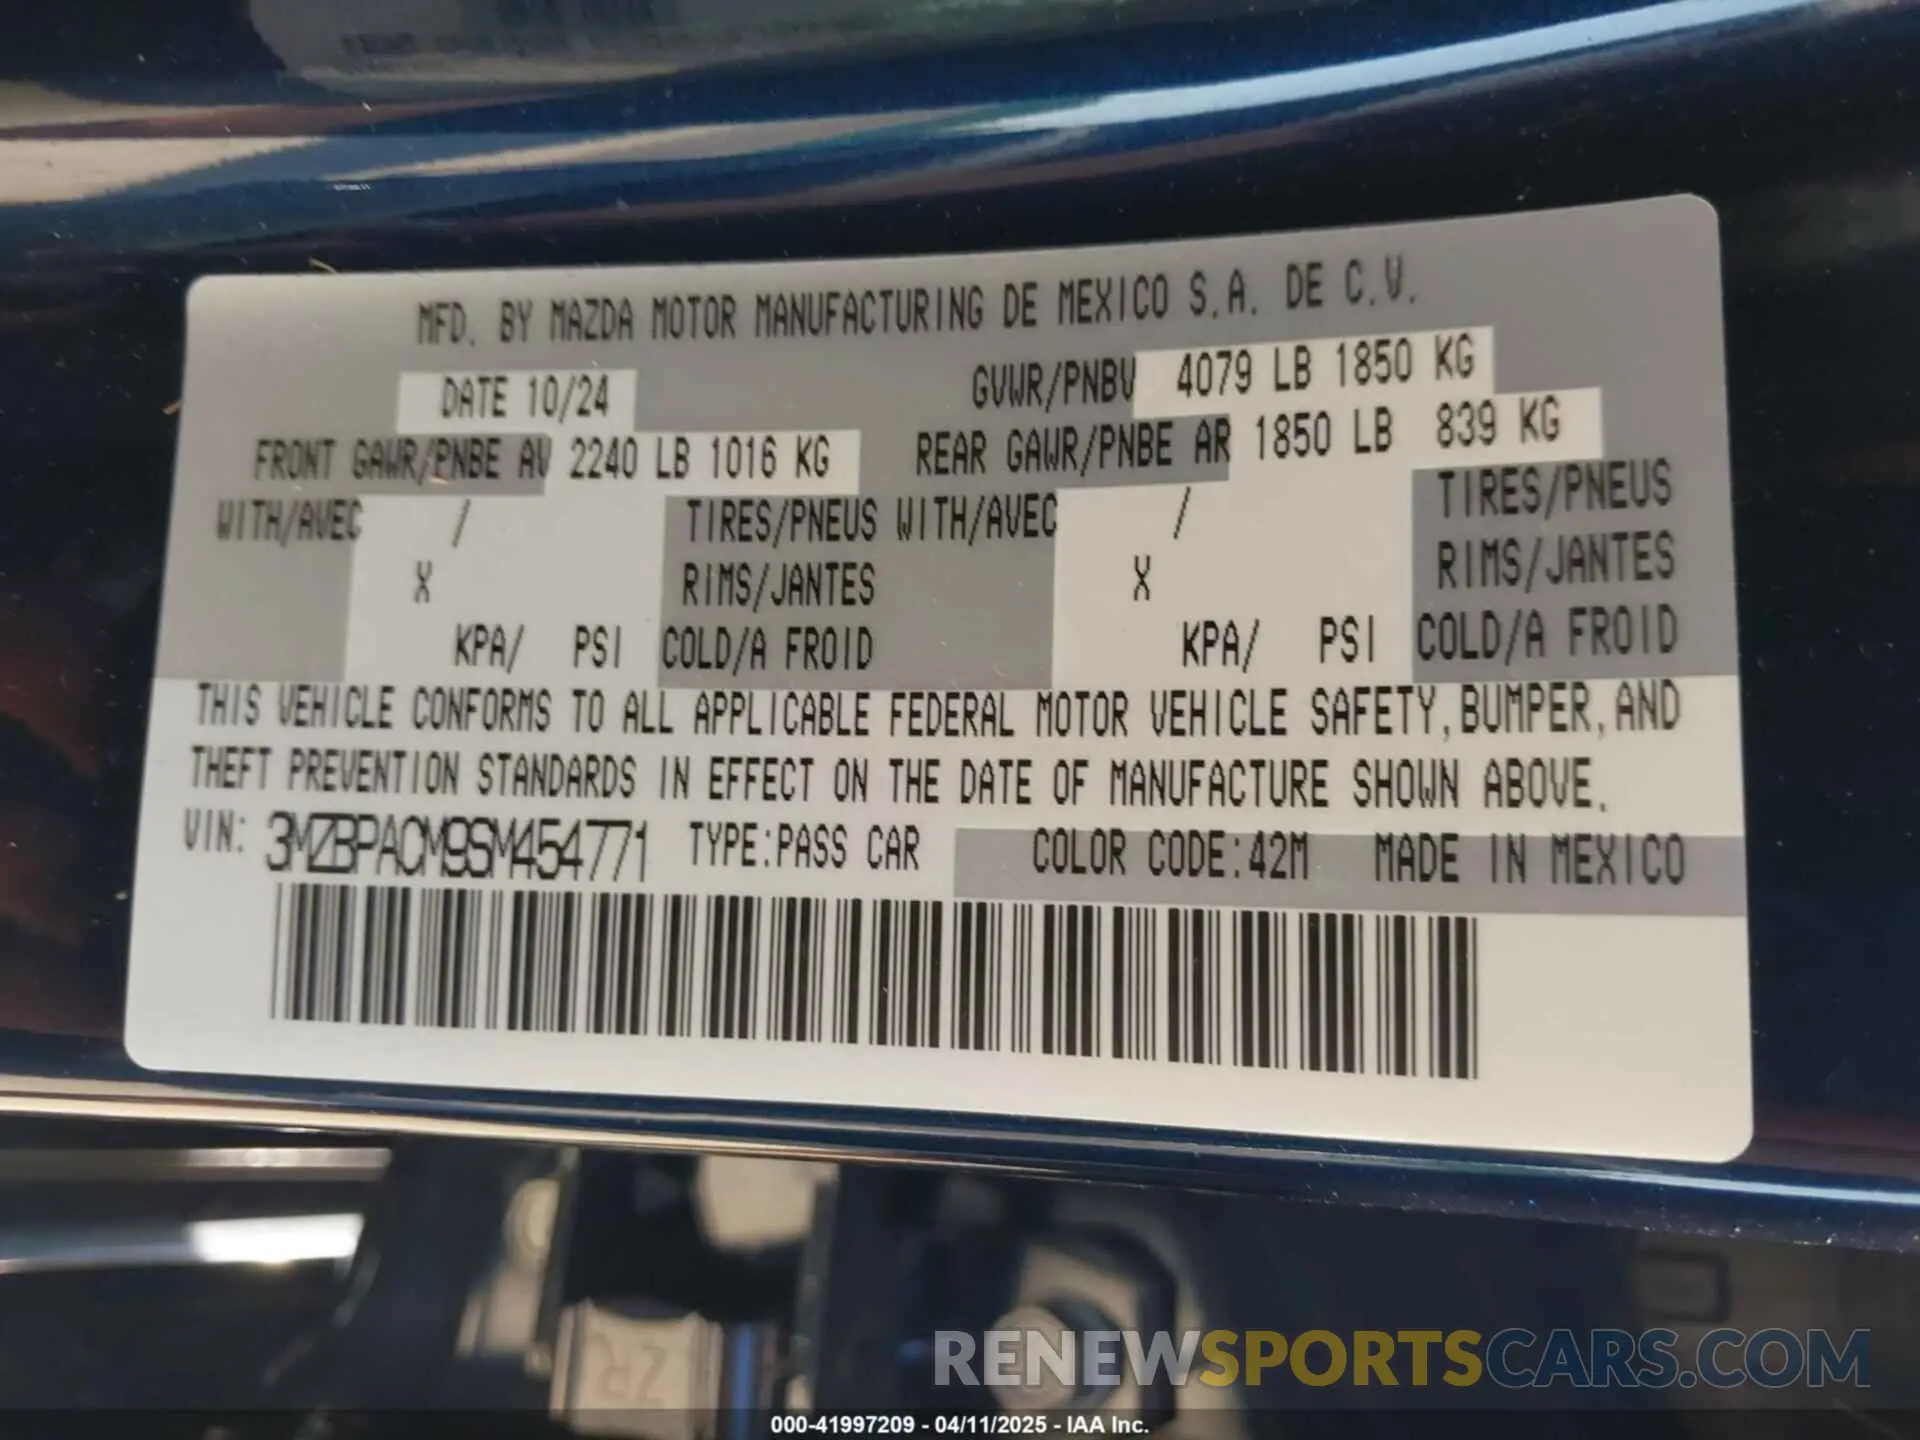 MFD. BY MAZDA MOTOR MANUFACTURING DE MEXICO S.A. DE C.V.
DATE 10/24 GVWR/PNBV 4079 LB 1850 KG
FRONT GAWR/PNBE AV 2240 LB 1016 KG REAR GAWR/PNBE AR 1850 LB 839 KG
WITH/AVEC / TIRES/PNEUS WITH/AVEC / TIRES/PNEUS
X RIMS/JANTES X RIMS/JANTES
KPA/ PSI COLD/A FROID KPA/ PSI COLD/A FROID
THIS VEHICLE CONFORMS TO ALL APPLICABLE FEDERAL MOTOR VEHICLE SAFETY, BUMPER, AND
THEFT PREVENTION STANDARDS IN EFFECT ON THE DATE OF MANUFACTURE SHOWN ABOVE.
VIN: 3MZBPACM9SM454771 TYPE:PASS CAR COLOR CODE:42M MADE IN MEXICO
RENEWSPORTSCARS.COM
000-41997209 - 04/11/2025 - IAA Inc.